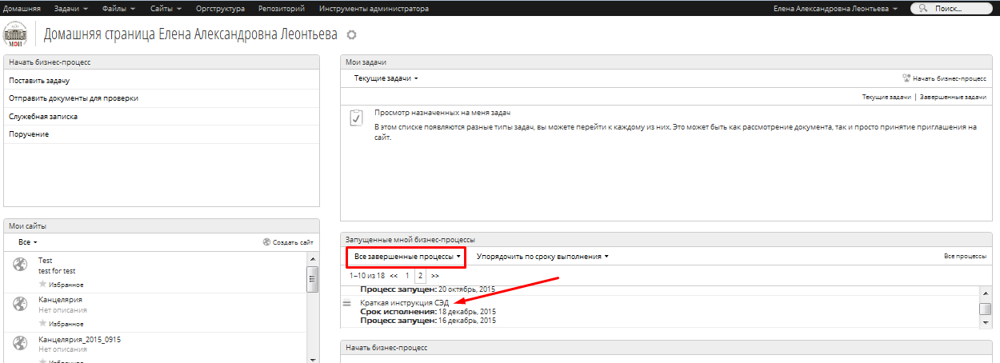 Домашняя Задачи Файлы Сайты Оргструктура Репозиторий Инструменты администратора Елена Александровна Леонтьева Поиск...
МЭИ
Домашняя страница Елена Александровна Леонтьева
Начать бизнес-процесс
Поставить задачу
Отправить документы для проверки
Служебная записка
Поручение
Мои задачи
Текущие задачи Начать бизнес-процесс
Текущие задачи | Завершенные задачи
Просмотр назначенных на меня задач
В этом списке появляются разные типы задач, вы можете перейти к каждому из них. Это может быть как рассмотрение документа, так и просто принятие приглашения на
сайт.
Мои сайты
Все Создать сайт
Test
test for test
Избранное
Канцелярия
Нет описания
Избранное
Канцелярия_2015_0915
Нет описания
Избранное
Запущенные мной бизнес-процессы
Все завершенные процессы Упорядочить по сроку выполнения Все процессы
1–10 из 18 << 1 2 >>
Процесс запущен: 20 октябрь, 2015
Краткая инструкция СЭД
Срок исполнения: 18 декабрь, 2015
Процесс запущен: 16 декабрь, 2015
Начать бизнес-процесс